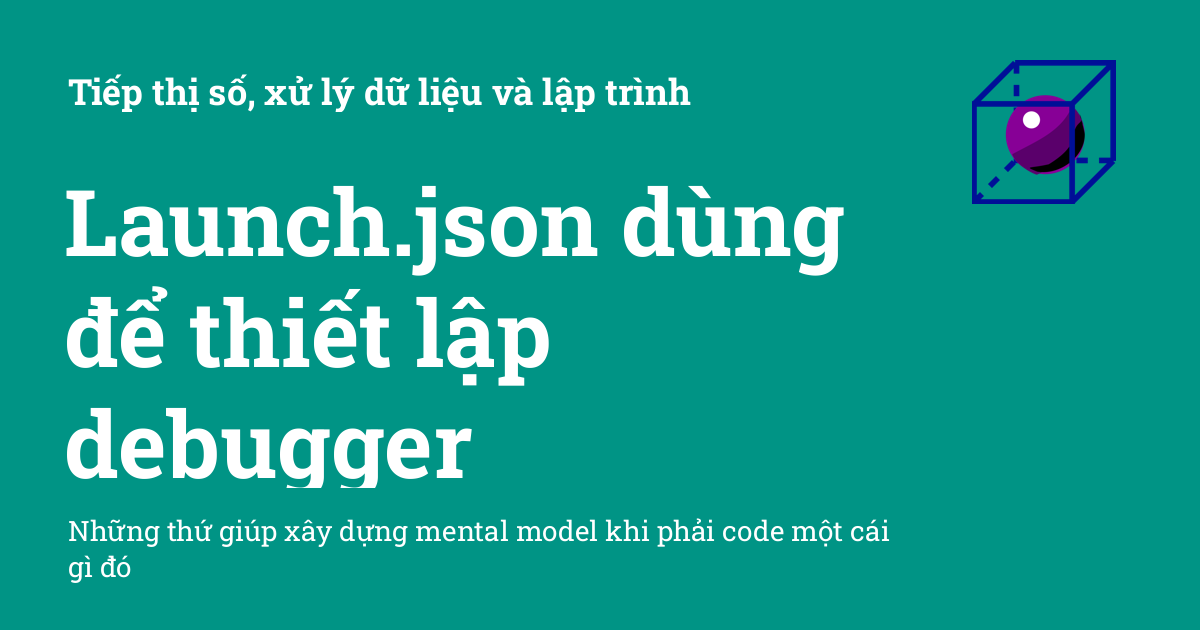 Tiếp thị số, xử lý dữ liệu và lập trình
Launch.json dùng
để thiết lập
debugger
Những thứ giúp xây dựng mental model khi phải code một cái
gì đó